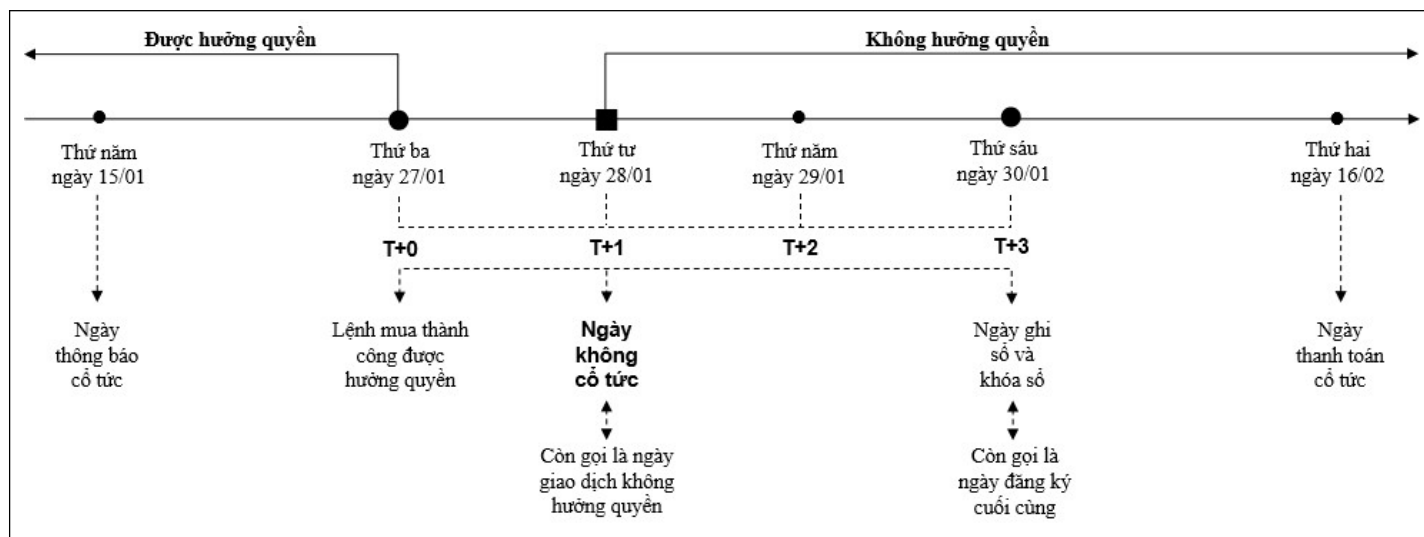 Được hưởng quyền
Không hưởng quyền
Thứ năm
ngày 15/01
Thứ ba
ngày 27/01
Thứ tư
ngày 28/01
Thứ năm
ngày 29/01
Thứ sáu
ngày 30/01
Thứ hai
ngày 16/02
T+0
T+1
T+2
T+3
Ngày
thông báo
cổ tức
Lệnh mua thành
công được
hưởng quyền
Ngày
không
cổ tức
Ngày ghi
sổ và
khóa sổ
Ngày
thanh toán
cổ tức
Còn gọi là ngày
giao dịch không
hưởng quyền
Còn gọi là
ngày đăng ký
cuối cùng